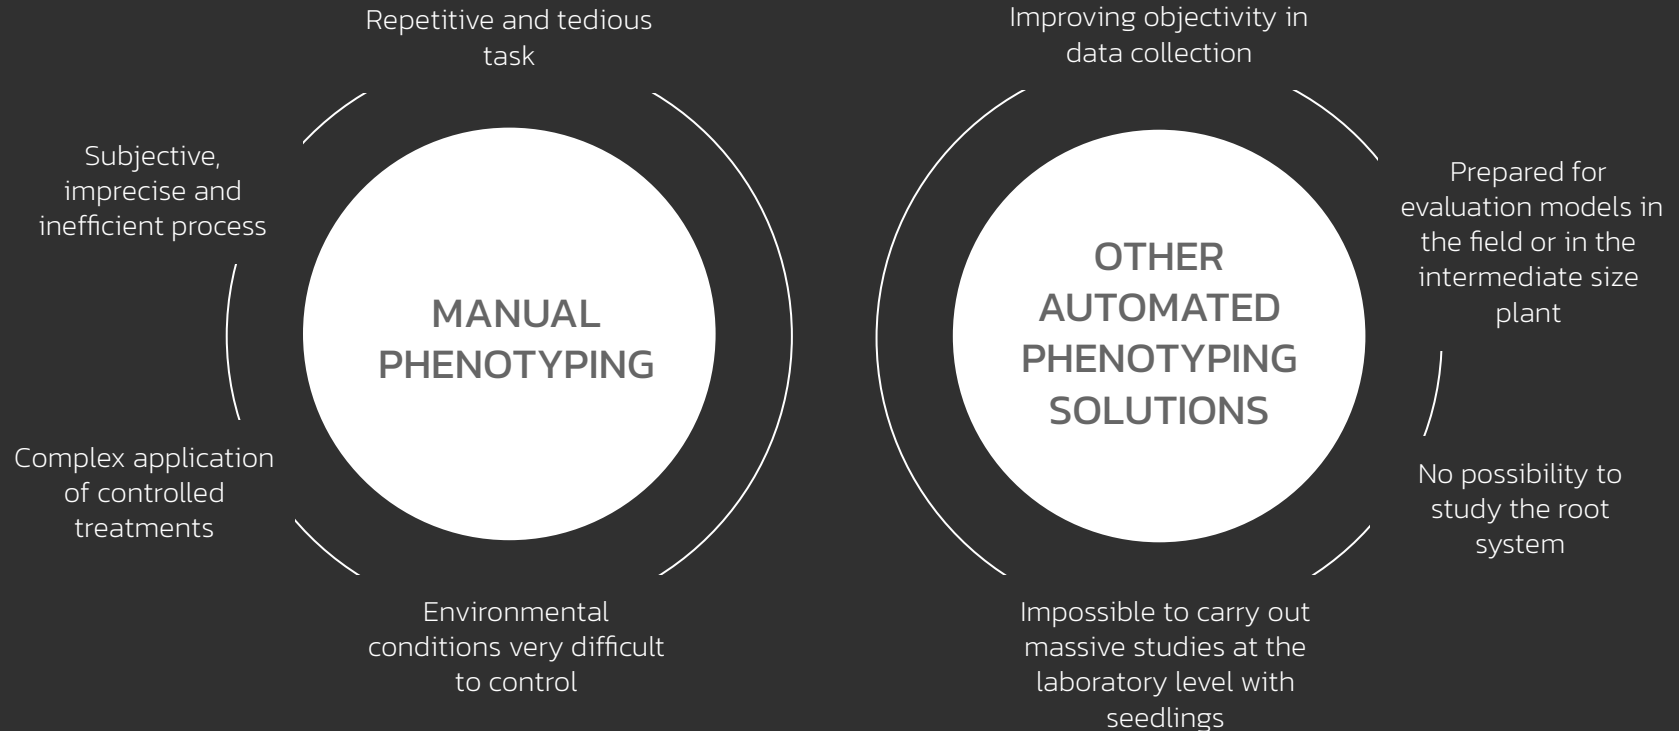 Repetitive and tedious
task
Subjective,
imprecise and
inefficient process
MANUAL
PHENOTYPING
Complex application
of controlled
treatments
Environmental
conditions very difficult
to control
Improving objectivity in
data collection
Prepared for
evaluation models in
the field or in the
intermediate size
plant
OTHER
AUTOMATED
PHENOTYPING
SOLUTIONS
No possibility to
study the root
system
Impossible to carry out
massive studies at the
laboratory level with
seedlings